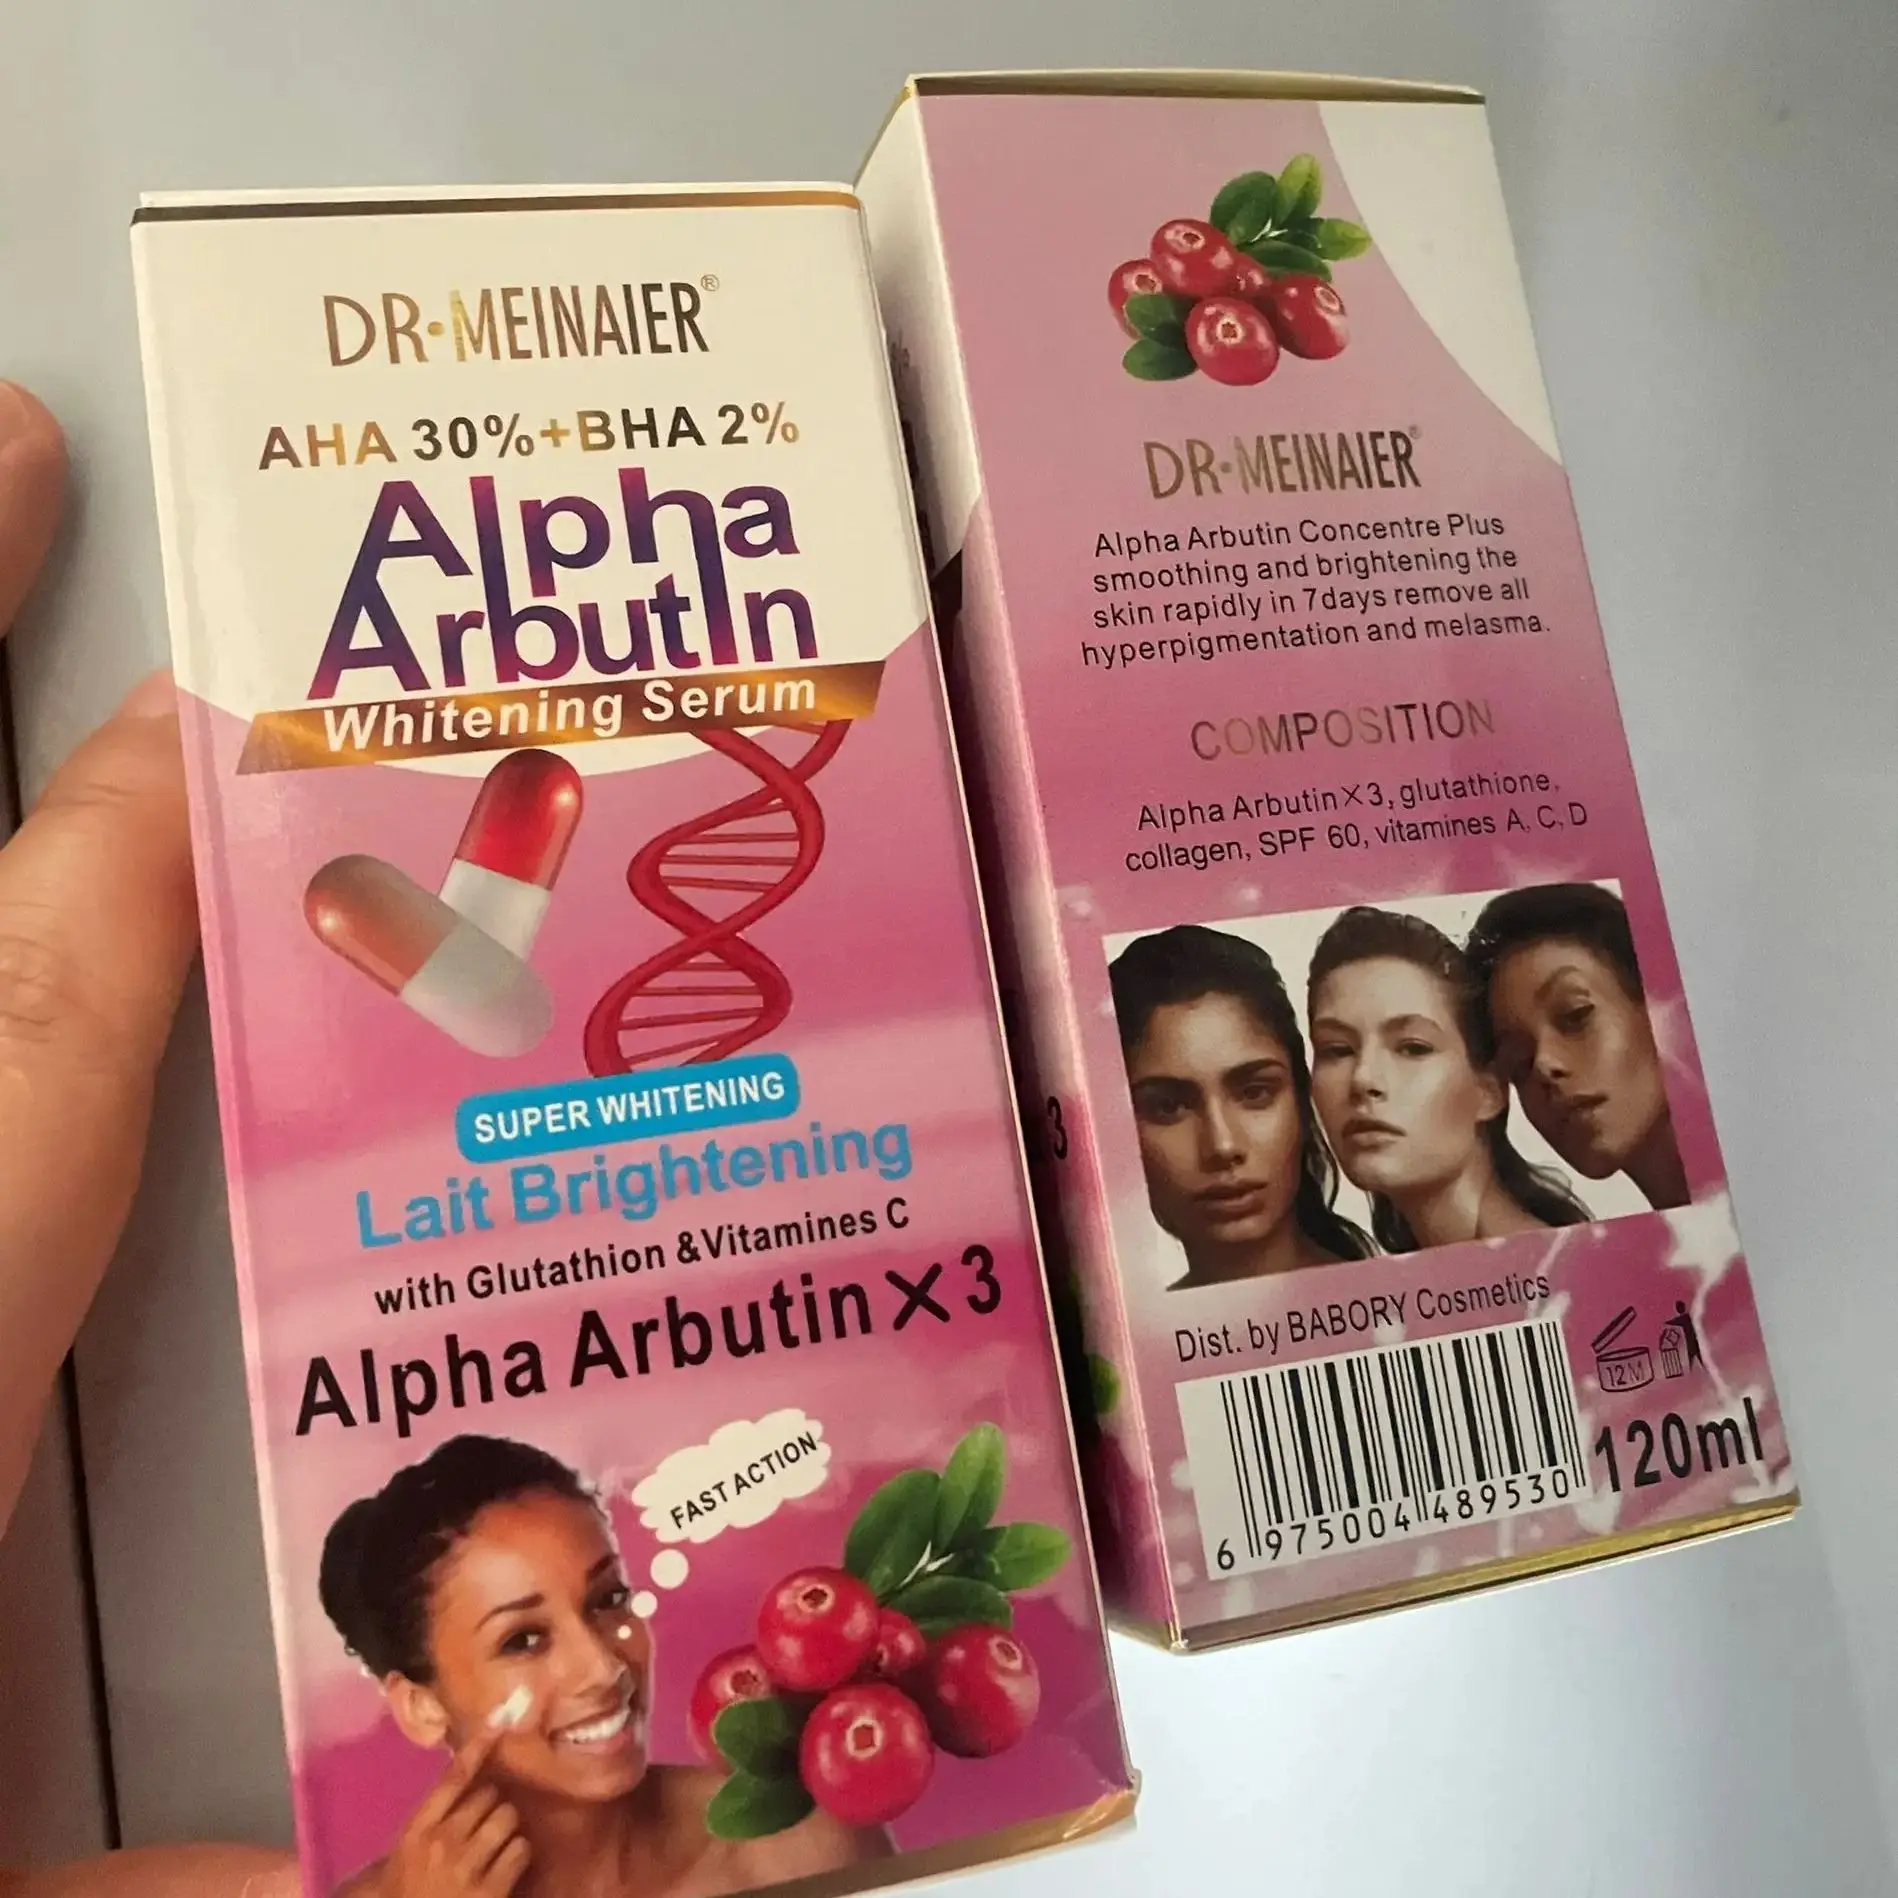 DR·MEINAIER®
AHA 30%+BHA 2%
Alpha
ArbutIn
Whitening Serum
SUPER WHITENING
Lait Brightening
with Glutathion &Vitamines C
Alpha Arbutin×3
FAST ACTION
DR·MEINAIER®
Alpha Arbutin Concentre Plus
smoothing and brightening the
skin rapidly in 7days remove all
hyperpigmentation and melasma.
COMPOSITION
Alpha Arbutin×3, glutathione,
collagen, SPF 60, vitamines A, C, D
Dist. by BABORY Cosmetics
12M
120ml
6 975004 489530
%
3